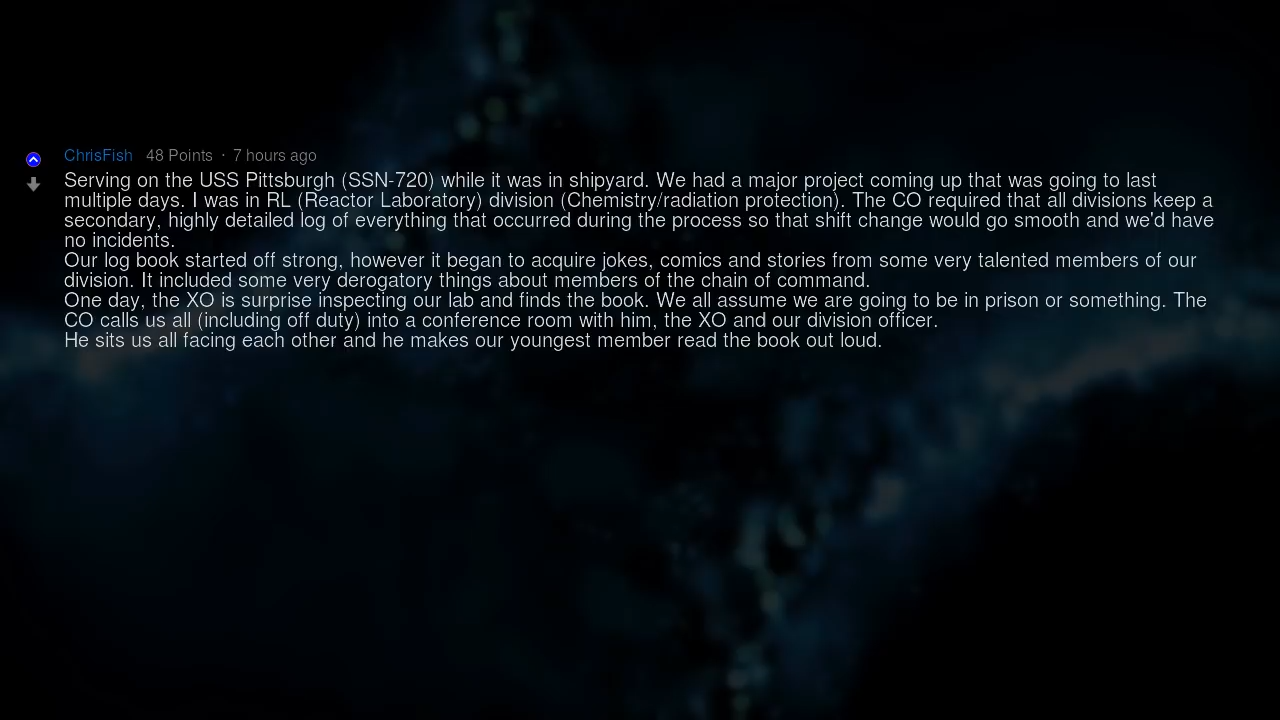 ChrisFish 48 Points · 7 hours ago
Serving on the USS Pittsburgh (SSN-720) while it was in shipyard. We had a major project coming up that was going to last
multiple days. I was in RL (Reactor Laboratory) division (Chemistry/radiation protection). The CO required that all divisions keep a
secondary, highly detailed log of everything that occurred during the process so that shift change would go smooth and we'd have
no incidents.
Our log book started off strong, however it began to acquire jokes, comics and stories from some very talented members of our
division. It included some very derogatory things about members of the chain of command.
One day, the XO is surprise inspecting our lab and finds the book. We all assume we are going to be in prison or something. The
CO calls us all (including off duty) into a conference room with him, the XO and our division officer.
He sits us all facing each other and he makes our youngest member read the book out loud.